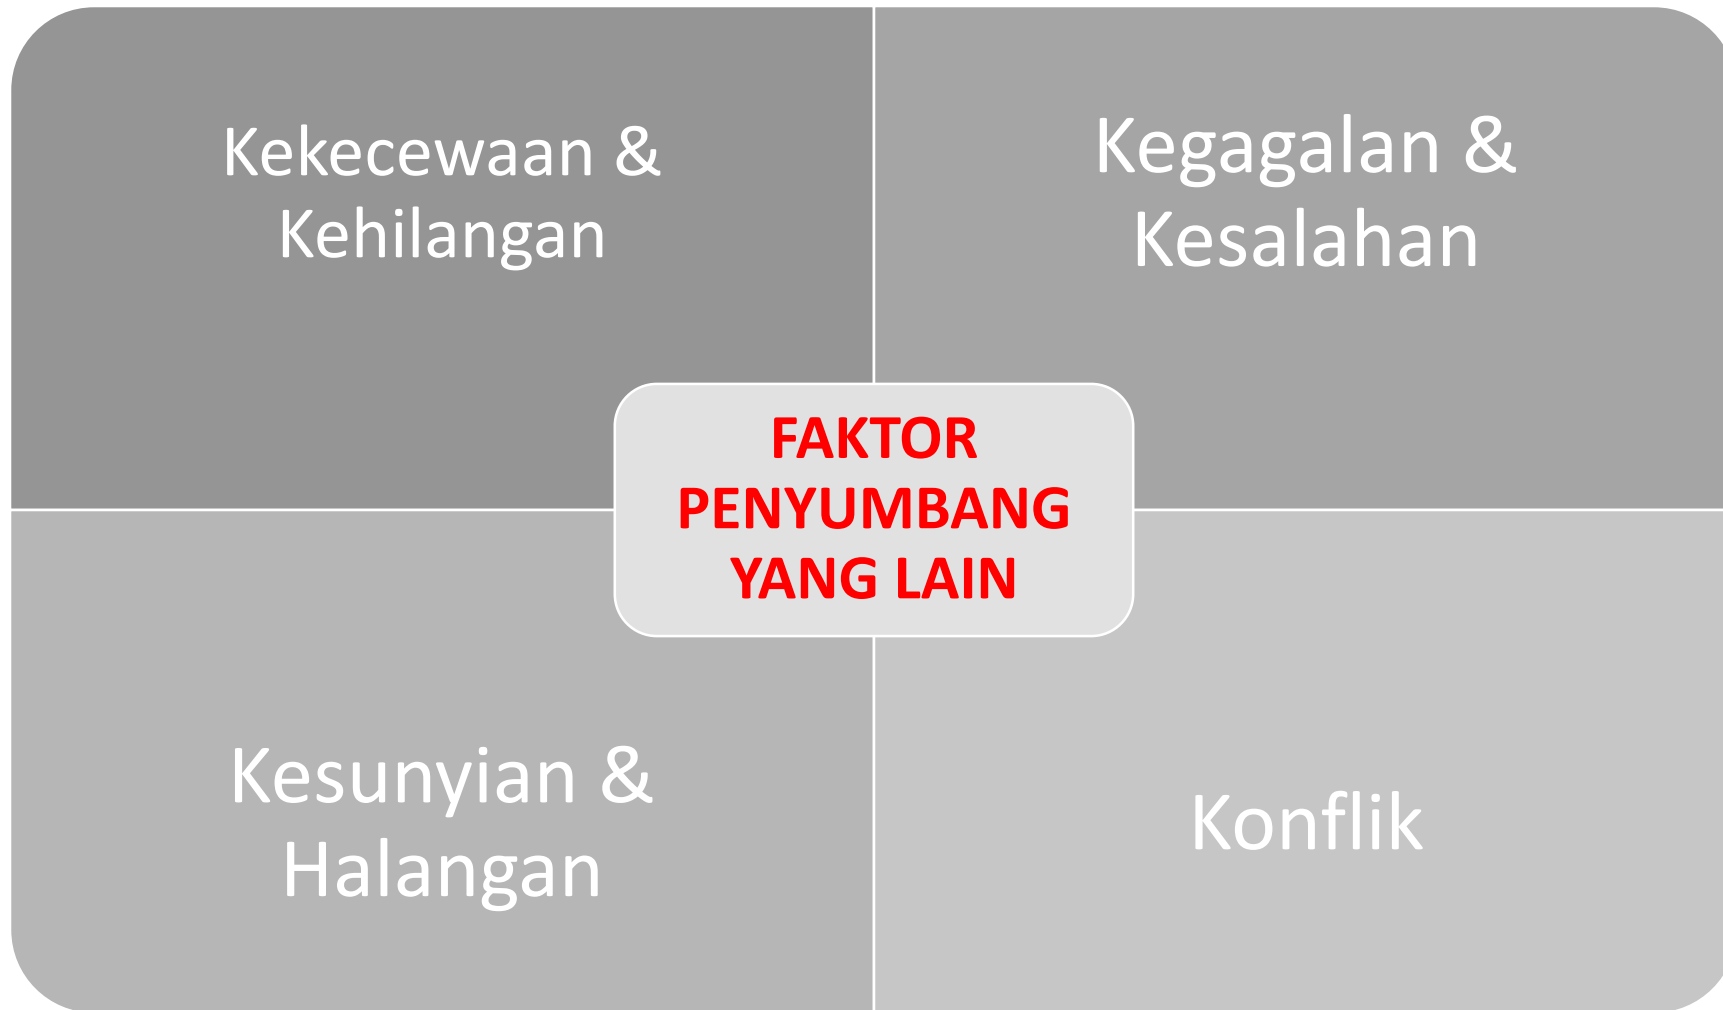 Kekecewaan &
Kehilangan
Kegagalan &
Kesalahan
FAKTOR
PENYUMBANG
YANG LAIN
Kesunyian &
Halangan
Konflik